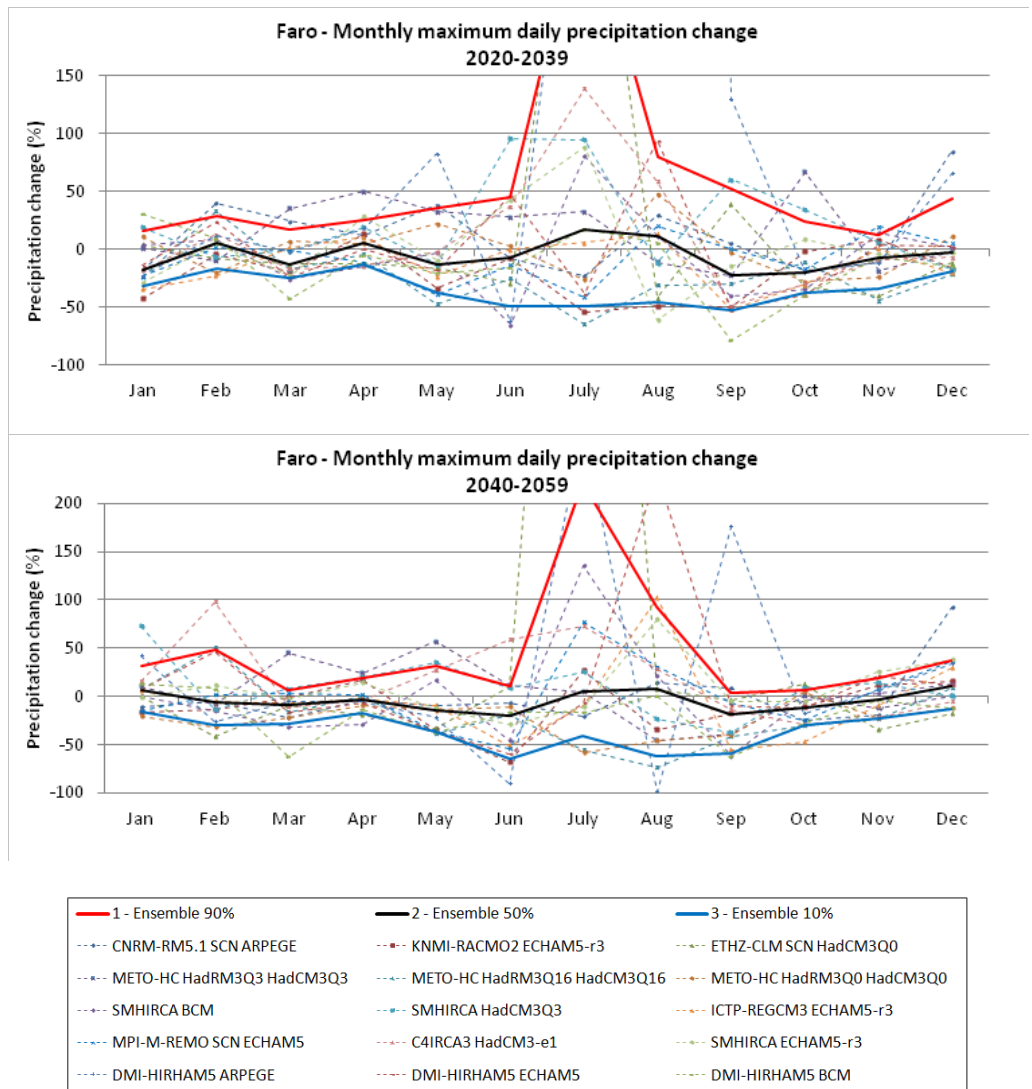 Faro - Monthly maximum daily precipitation change
2020-2039
Precipitation change (%)
150
100
50
0
-50
-100
Jan Feb Mar Apr May Jun July Aug Sep Oct Nov Dec
Faro - Monthly maximum daily precipitation change
2040-2059
Precipitation change (%)
200
150
100
50
0
-50
-100
Jan Feb Mar Apr May Jun July Aug Sep Oct Nov Dec
1 - Ensemble 90% 2 - Ensemble 50% 3 - Ensemble 10%
CNRM-RM5.1 SCN ARPEGE KNMI-RACMO2 ECHAM5-r3 ETHZ-CLM SCN HadCM3Q0
METO-HC HadRM3Q3 HadCM3Q3 METO-HC HadRM3Q16 HadCM3Q16 METO-HC HadRM3Q0 HadCM3Q0
SMHIRCA BCM SMHIRCA HadCM3Q3 ICTP-REGCM3 ECHAM5-r3
MPI-M-REMO SCN ECHAM5 C4IRCA3 HadCM3-e1 SMHIRCA ECHAM5-r3
DMI-HIRHAM5 ARPEGE DMI-HIRHAM5 ECHAM5 DMI-HIRHAM5 BCM